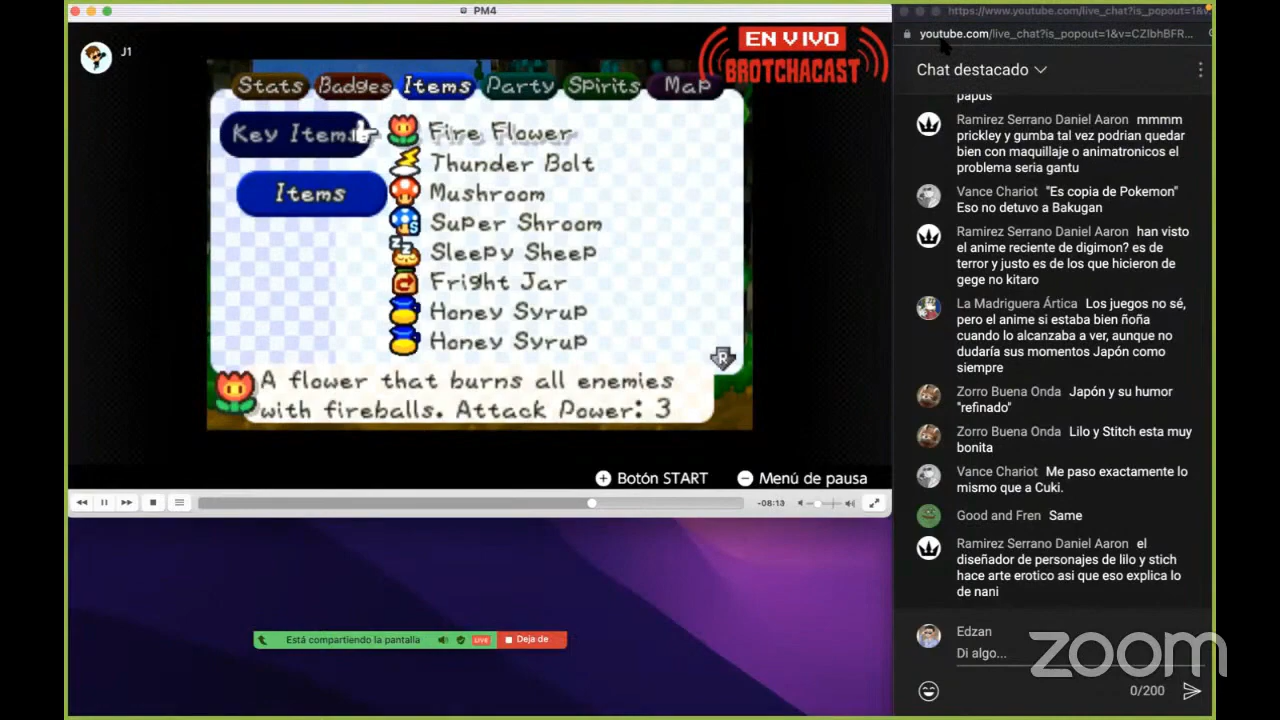 PM4
https://www.youtube.com/live_chat?is_popout=1&v
youtube.com/live_chat?is_popout=1&v=CZIbhBFR...
J1
EN VIVO
BROTCHACAST
Stats Badges Items Party Spirits Map
Key Items
Items
Fire Flower
Thunder Bolt
Mushroom
Super Shroom
Sleepy Sheep
Fright Jar
Honey Syrup
Honey Syrup
R
A flower that burns all enemies
with fireballs. Attack Power: 3
+ Botón START
− Menú de pausa
-08:13
Está compartiendo la pantalla
LIVE
Deja de
Chat destacado
papus
Ramirez Serrano Daniel Aaron mmmm
prickley y gumba tal vez podrian quedar
bien con maquillaje o animatronicos el
problema seria gantu
Vance Chariot "Es copia de Pokemon"
Eso no detuvo a Bakugan
Ramirez Serrano Daniel Aaron han visto
el anime reciente de digimon? es de
terror y justo es de los que hicieron de
gege no kitaro
La Madriguera Ártica Los juegos no sé,
pero el anime si estaba bien ñoña
cuando lo alcanzaba a ver, aunque no
dudaría sus momentos Japón como
siempre
Zorro Buena Onda Japón y su humor
"refinado"
Zorro Buena Onda Lilo y Stitch esta muy
bonita
Vance Chariot Me paso exactamente lo
mismo que a Cuki.
Good and Fren Same
Ramirez Serrano Daniel Aaron el
diseñador de personajes de lilo y stich
hace arte erotico asi que eso explica lo
de nani
Edzan
Di algo...
0/200
zoom